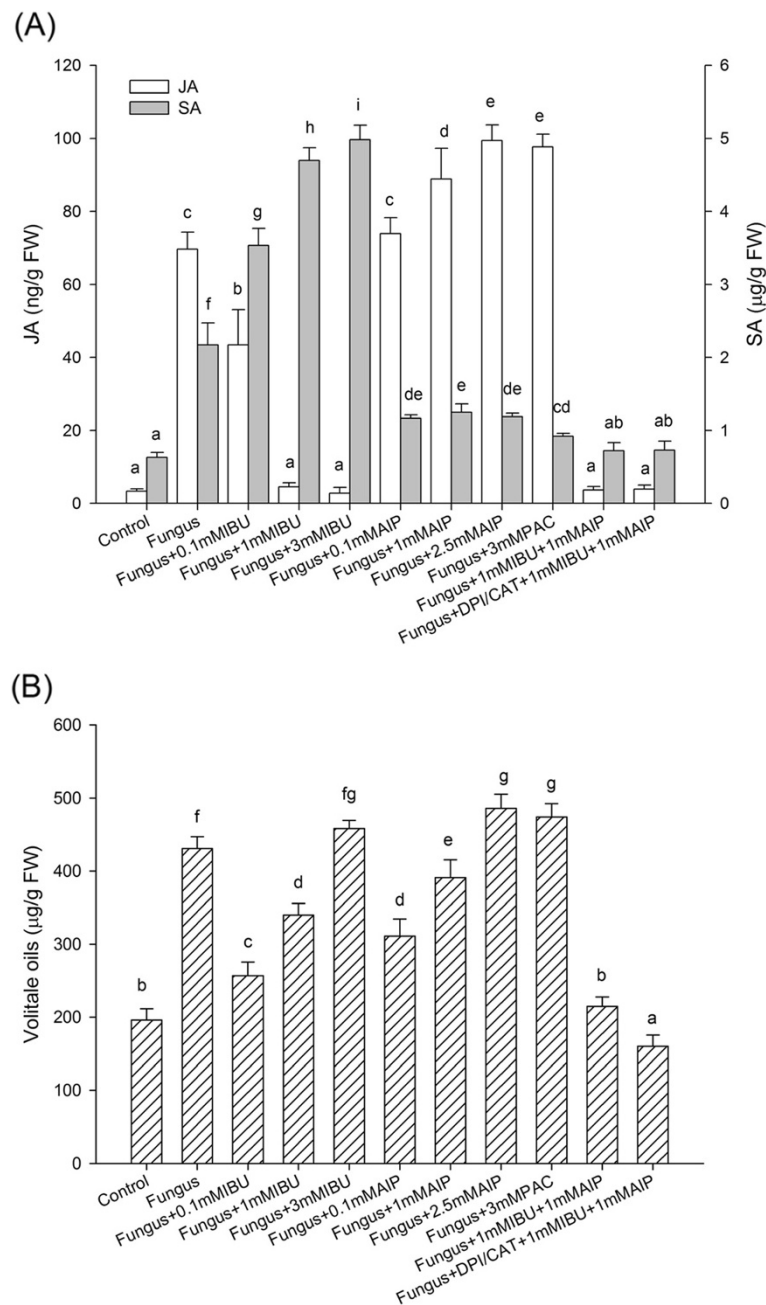 (A)
120
100
80
60
40
20
0
JA (ng/g FW)
JA
SA
6
5
4
3
2
1
0
SA (µg/g FW)
a
a
c
f
b
g
a
h
a
i
c
de
d
e
e
de
e
cd
a
ab
a
ab
Control
Fungus
Fungus+0.1mMIBU
Fungus+1mMIBU
Fungus+3mMIBU
Fungus+0.1mMAIP
Fungus+1mMAIP
Fungus+2.5mMAIP
Fungus+3mMPAC
Fungus+1mMIBU+1mMAIP
Fungus+DPI/CAT+1mMIBU+1mMAIP
(B)
600
500
400
300
200
100
0
Volitale oils (µg/g FW)
b
f
c
d
fg
d
e
g
g
b
a
Control
Fungus
Fungus+0.1mMIBU
Fungus+1mMIBU
Fungus+3mMIBU
Fungus+0.1mMAIP
Fungus+1mMAIP
Fungus+2.5mMAIP
Fungus+3mMPAC
Fungus+1mMIBU+1mMAIP
Fungus+DPI/CAT+1mMIBU+1mMAIP